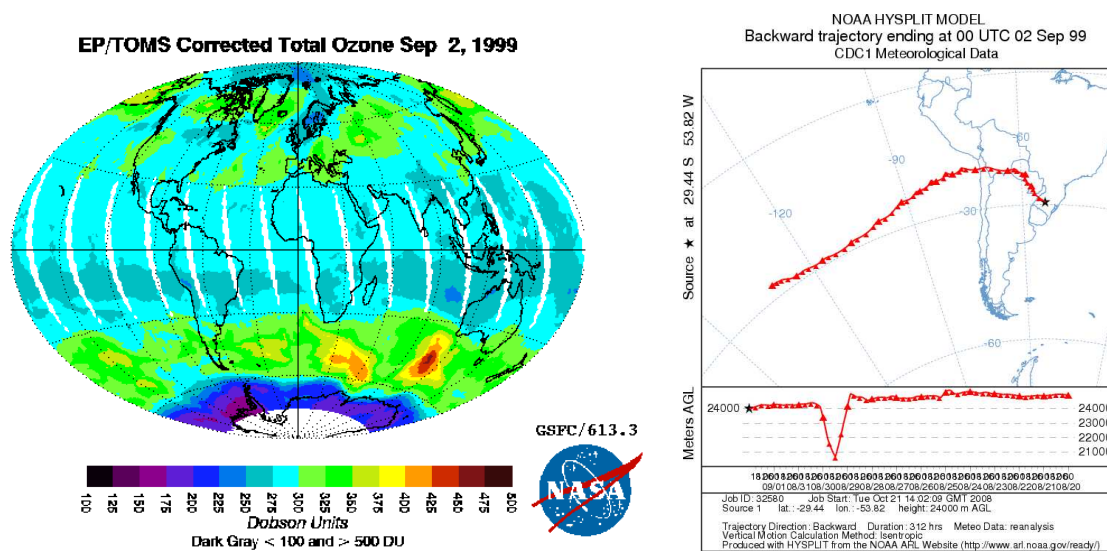 EP/TOMS Corrected Total Ozone Sep 2, 1999
GSFC/613.3
NASA
100 125 150 175 200 225 250 275 300 325 350 375 400 425 450 475 500
Dobson Units
Dark Gray < 100 and > 500 DU
NOAA HYSPLIT MODEL
Backward trajectory ending at 00 UTC 02 Sep 99
CDC1 Meteorological Data
Source ★ at 29.44 S 53.82 W
-60
-90
-120
-30
-60
Meters AGL
24000
24000
23000
22000
21000
Job ID: 32580 Job Start: Tue Oct 21 14:02:09 GMT 2008
Source 1 lat.: -29.44 lon.: -53.82 height: 24000 m AGL
Trajectory Direction: Backward Duration: 312 hrs Meteo Data: reanalysis
Vertical Motion Calculation Method: Isentropic
Produced with HYSPLIT from the NOAA ARL Website (http://www.arl.noaa.gov/ready/)